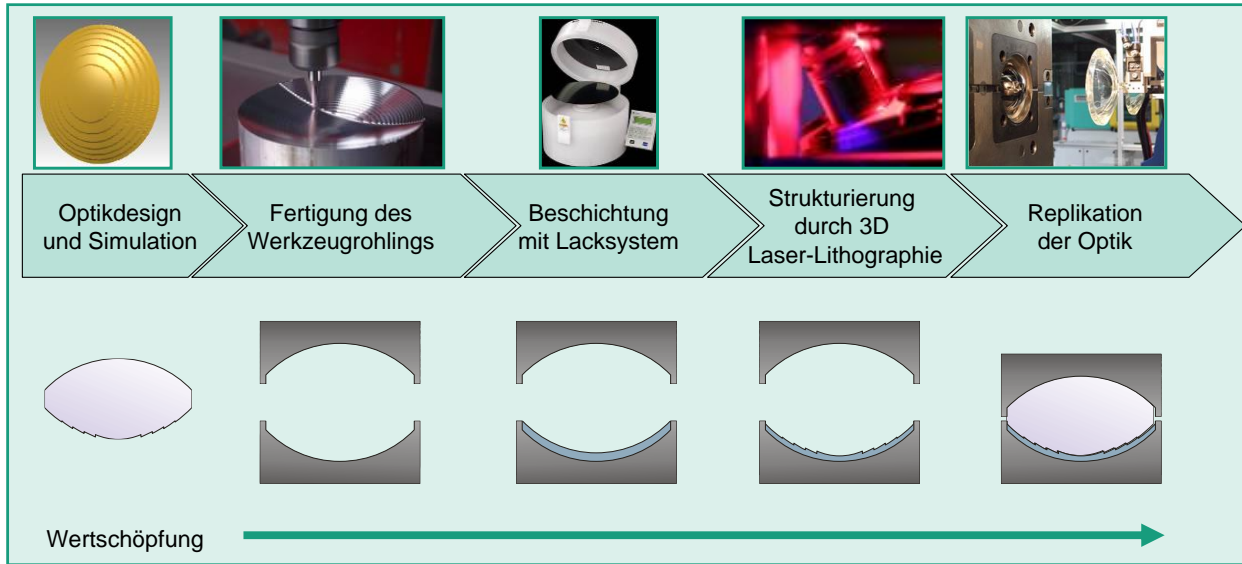 Optikdesign
und Simulation
Fertigung des
Werkzeugrohlings
Beschichtung
mit Lacksystem
Strukturierung
durch 3D
Laser-Lithographie
Replikation
der Optik
Wertschöpfung